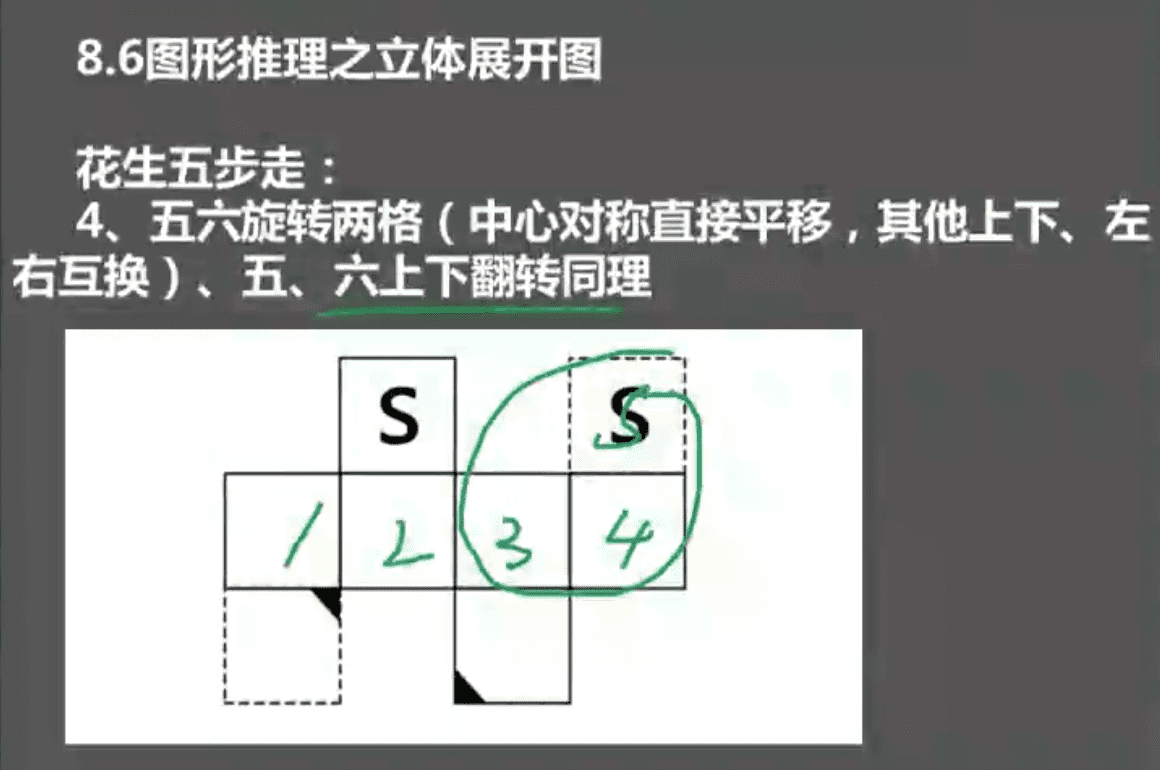 8.6图形推理之立体展开图
花生五步走：
4、五六旋转两格（中心对称直接平移，其他上下、左
右互换）、五、六上下翻转同理
S S
1 2 3 4